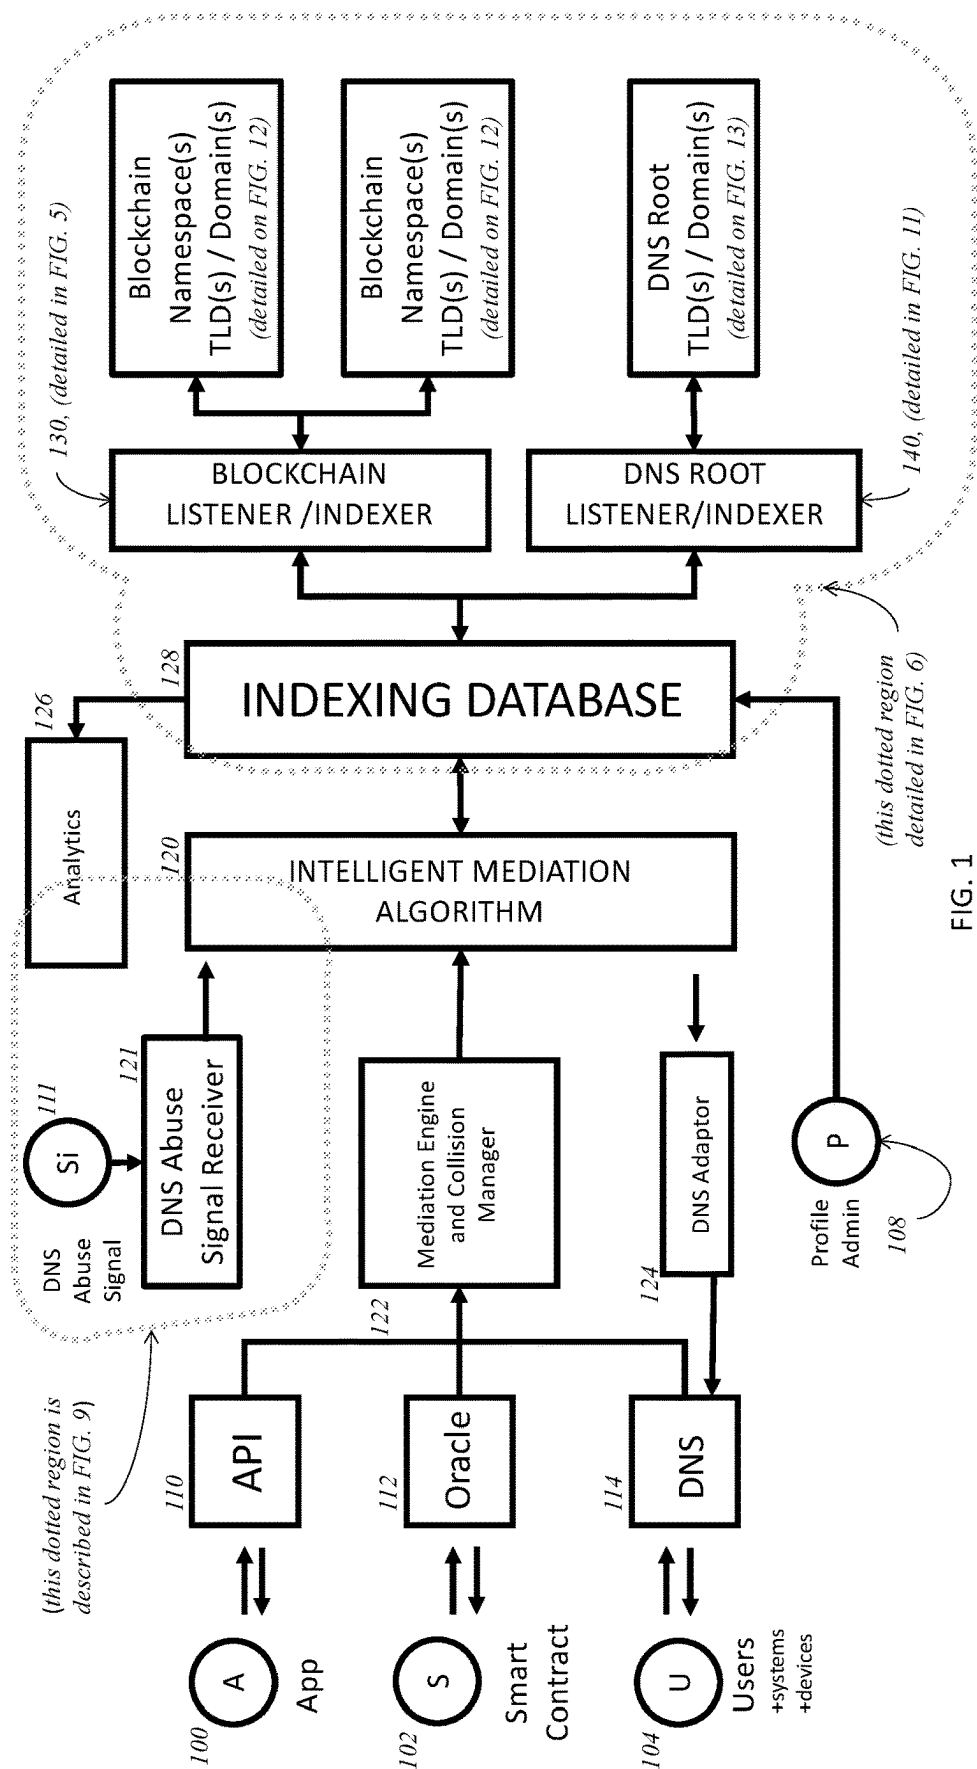 (this dotted region is
described in FIG. 9)
DNS
Abuse
Signal
111
Si
121
DNS Abuse
Signal Receiver
126
Analytics
130, (detailed in FIG. 5)
Blockchain
Namespace(s)
TLD(s) / Domain(s)
(detailed on FIG. 12)
100
A
App
110
API
120
INTELLIGENT MEDIATION
ALGORITHM
128
INDEXING DATABASE
BLOCKCHAIN
LISTENER /INDEXER
Blockchain
Namespace(s)
TLD(s) / Domain(s)
(detailed on FIG. 12)
102
S
Smart
Contract
112
Oracle
122
Mediation Engine
and Collision
Manager
104
U
Users
+systems
+devices
114
DNS
124
DNS Adaptor
DNS ROOT
LISTENER/INDEXER
DNS Root
TLD(s) / Domain(s)
(detailed on FIG. 13)
Profile
Admin
P
108
(this dotted region
detailed in FIG. 6)
140, (detailed in FIG. 11)
FIG. 1